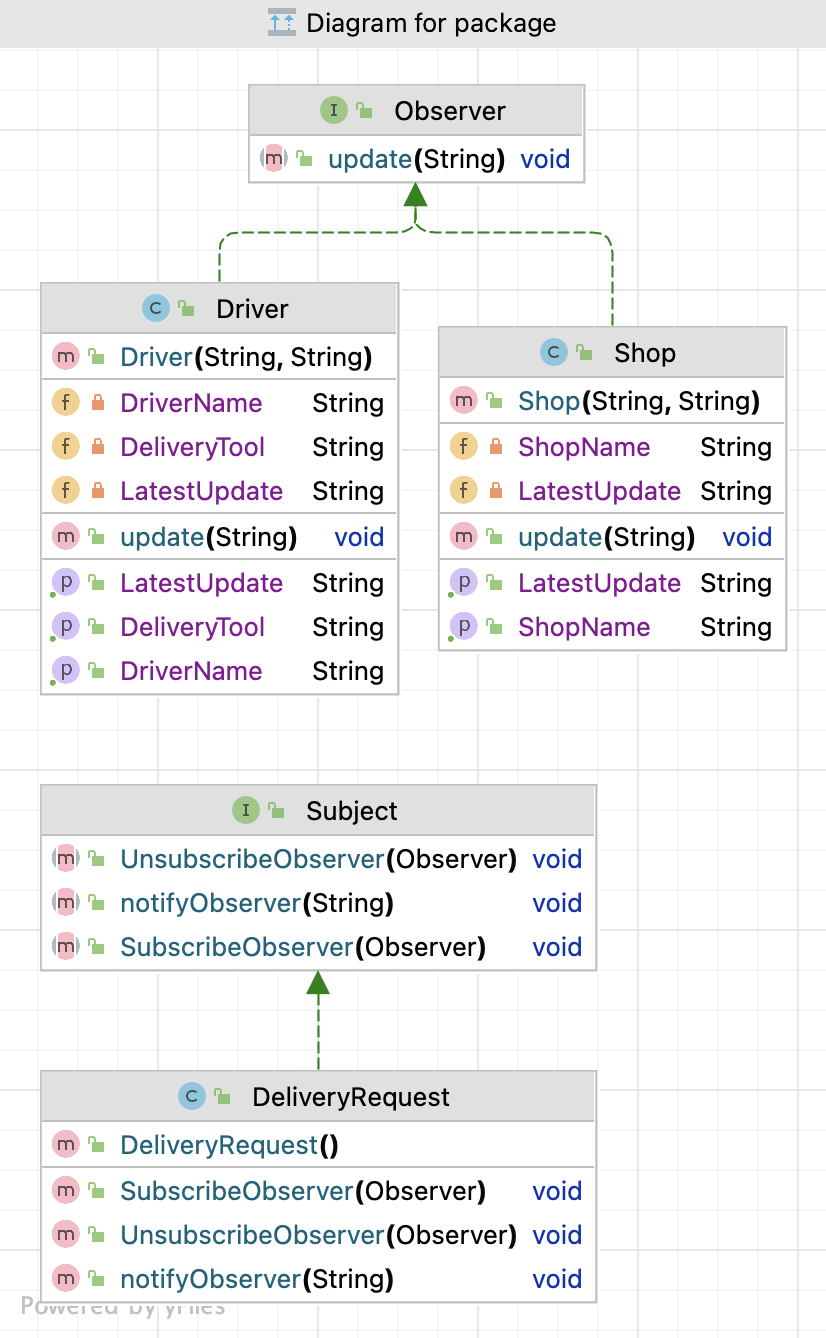 Diagram for package
I Observer
m update(String) void
C Driver
m Driver(String, String)
f DriverName String
f DeliveryTool String
f LatestUpdate String
m update(String) void
p LatestUpdate String
p DeliveryTool String
p DriverName String
C Shop
m Shop(String, String)
f ShopName String
f LatestUpdate String
m update(String) void
p LatestUpdate String
p ShopName String
I Subject
m UnsubscribeObserver(Observer) void
m notifyObserver(String) void
m SubscribeObserver(Observer) void
C DeliveryRequest
m DeliveryRequest()
m SubscribeObserver(Observer) void
m UnsubscribeObserver(Observer) void
m notifyObserver(String) void
Powered by yFiles